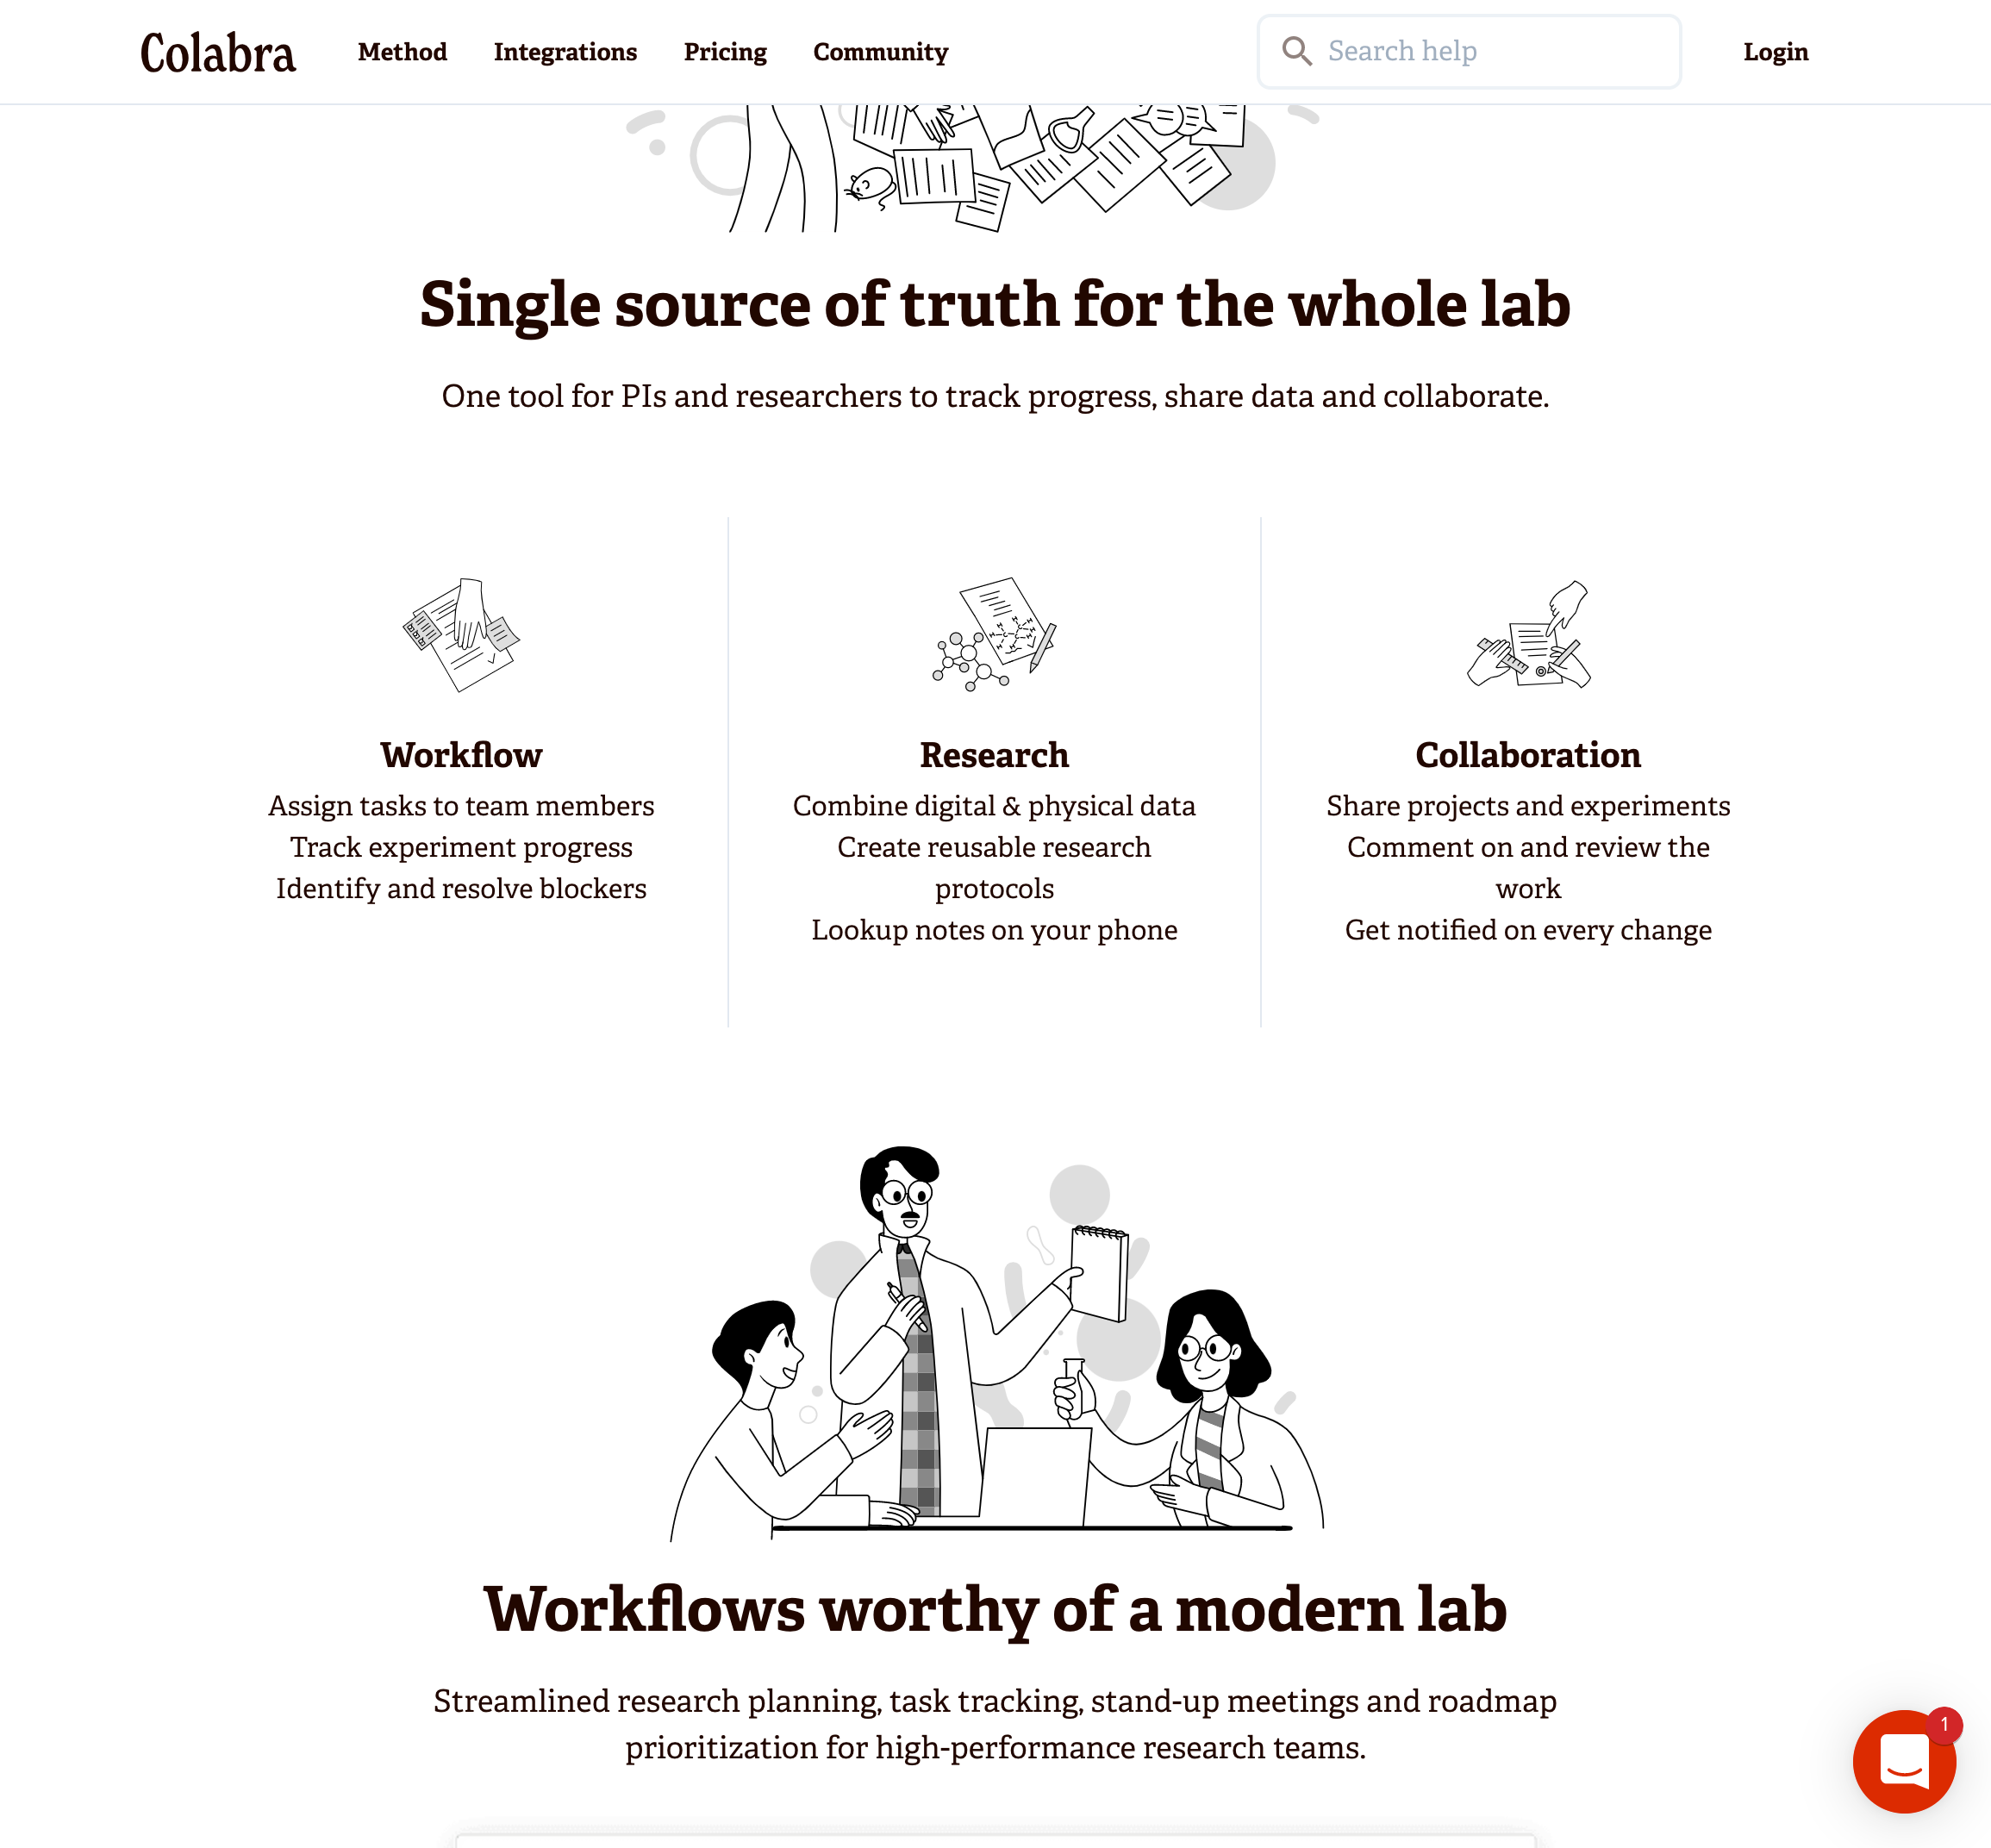 Colabra
Method
Integrations
Pricing
Community
Search help
Login
Single source of truth for the whole lab
One tool for PIs and researchers to track progress, share data and collaborate.
Workflow
Assign tasks to team members
Track experiment progress
Identify and resolve blockers
Research
Combine digital & physical data
Create reusable research
protocols
Lookup notes on your phone
Collaboration
Share projects and experiments
Comment on and review the
work
Get notified on every change
Workflows worthy of a modern lab
Streamlined research planning, task tracking, stand-up meetings and roadmap
prioritization for high-performance research teams.
1